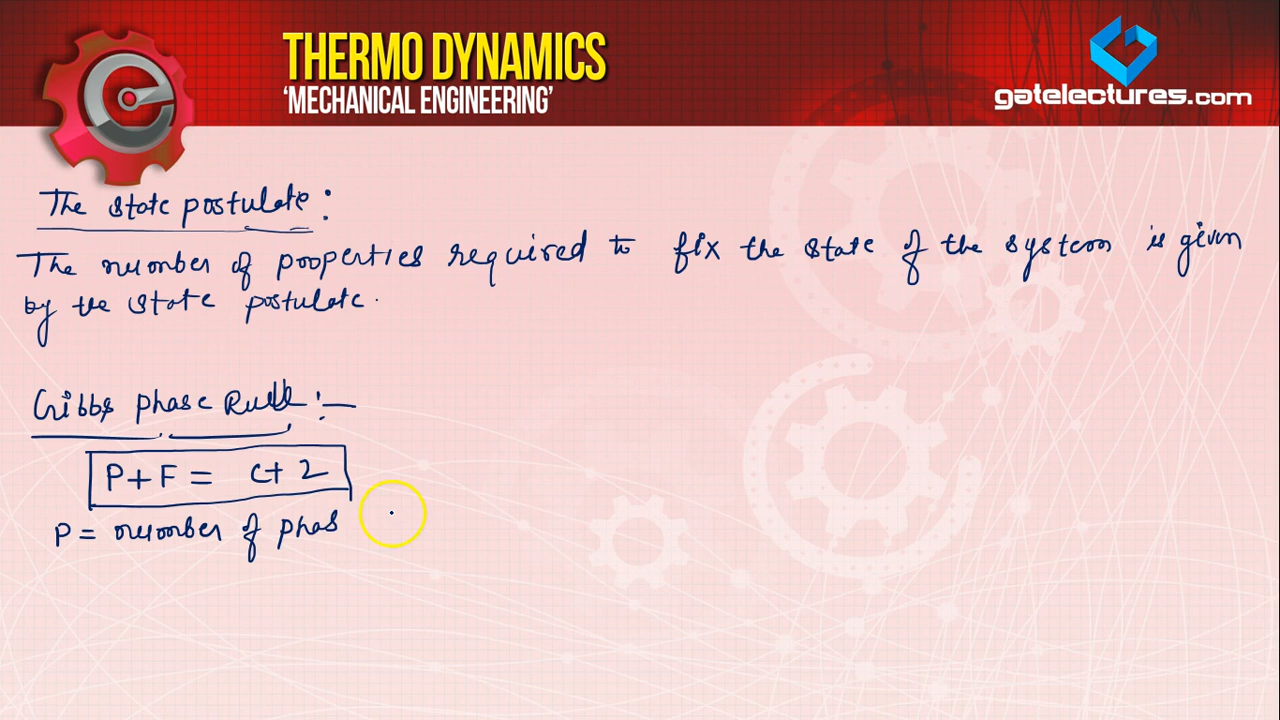 THERMO DYNAMICS
'MECHANICAL ENGINEERING'
gatelectures.com
The state postulate:
The number of properties required to fix the state of the system is given
by the state postulate.
Gibbs phase Rule:-
P+F = C+2
P = number of phas